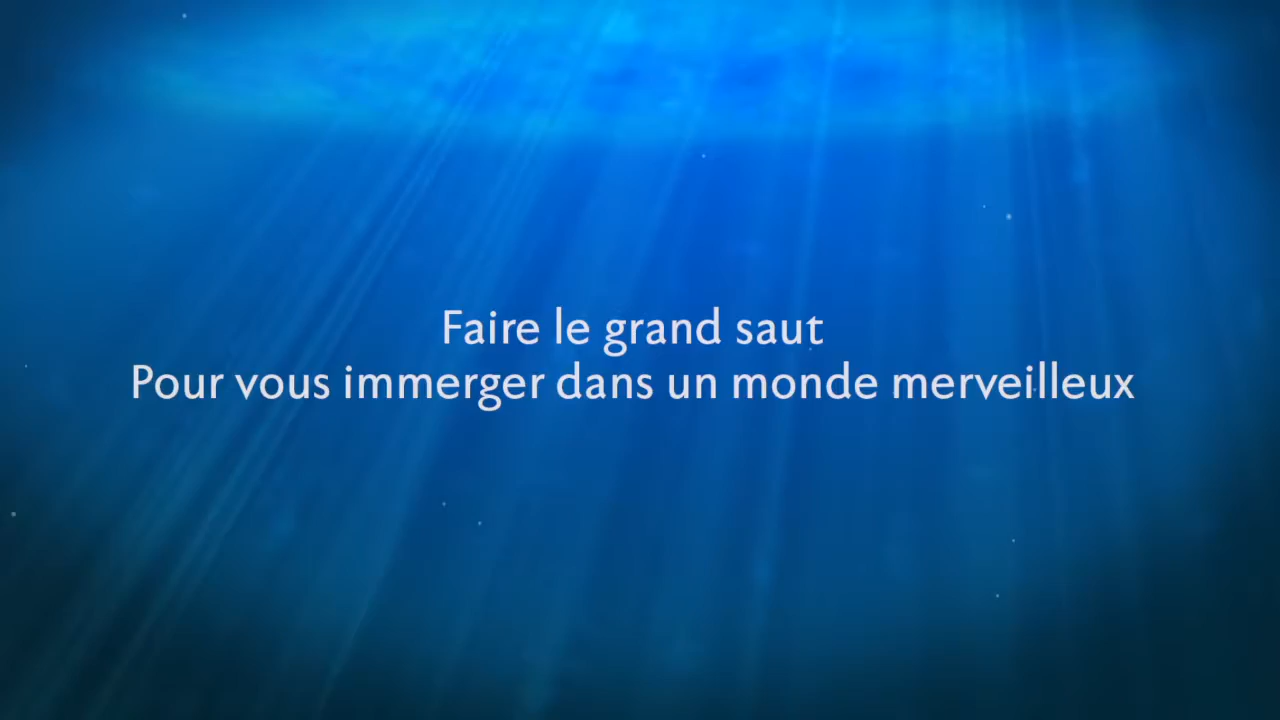 Faire le grand saut
Pour vous immerger dans un monde merveilleux